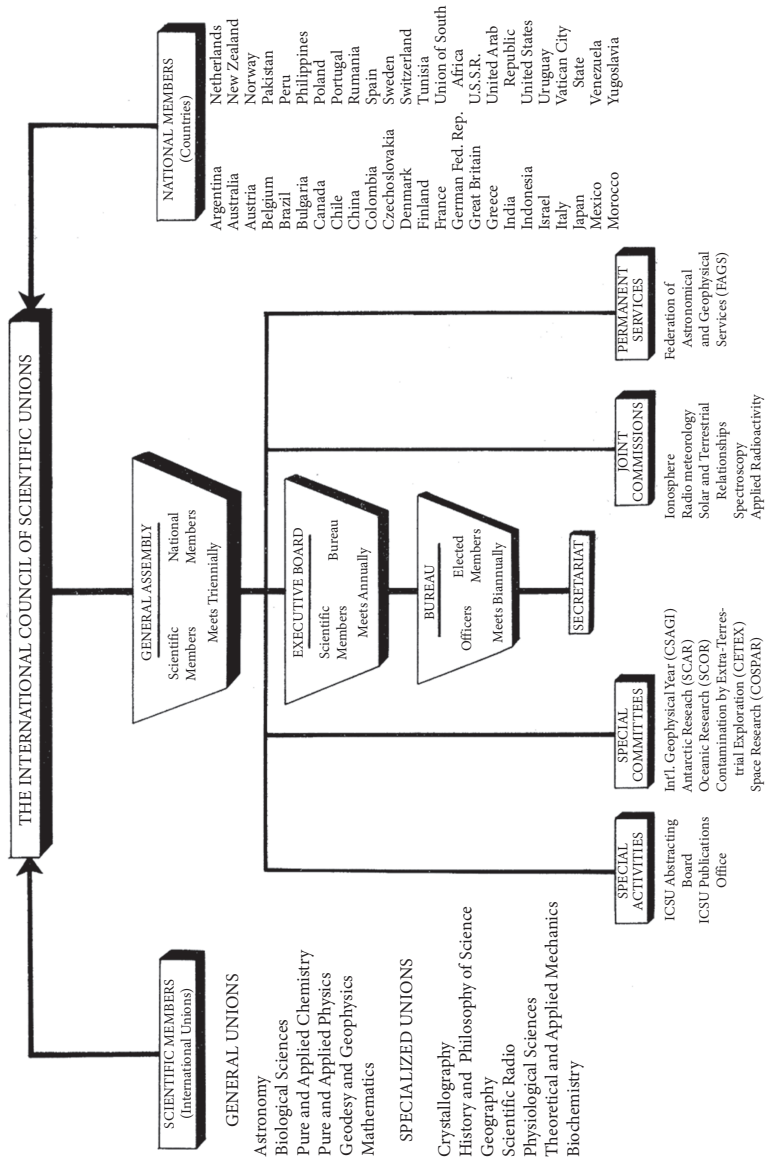 THE INTERNATIONAL COUNCIL OF SCIENTIFIC UNIONS
SCIENTIFIC MEMBERS
(International Unions)
GENERAL UNIONS
Astronomy
Biological Sciences
Pure and Applied Chemistry
Pure and Applied Physics
Geodesy and Geophysics
Mathematics
SPECIALIZED UNIONS
Crystallography
History and Philosophy of Science
Geography
Scientific Radio
Physiological Sciences
Theoretical and Applied Mechanics
Biochemistry
GENERAL ASSEMBLY
Scientific
Members
National
Members
Meets Triennially
EXECUTIVE BOARD
Scientific
Members
Bureau
Meets Annually
BUREAU
Officers
Elected
Members
Meets Biannually
SECRETARIAT
NATIONAL MEMBERS
(Countries)
Argentina
Australia
Austria
Belgium
Brazil
Bulgaria
Canada
Chile
China
Colombia
Czechoslovakia
Denmark
Finland
France
German Fed. Rep.
Great Britain
Greece
India
Indonesia
Israel
Italy
Japan
Mexico
Morocco
Netherlands
New Zealand
Norway
Pakistan
Peru
Philippines
Poland
Portugal
Rumania
Spain
Sweden
Switzerland
Tunisia
Union of South
Africa
U.S.S.R.
United Arab
Republic
United States
Uruguay
Vatican City
State
Venezuela
Yugoslavia
SPECIAL
ACTIVITIES
ICSU Abstracting
Board
ICSU Publications
Office
SPECIAL
COMMITTEES
Int'l. Geophysical Year (CSAGI)
Antarctic Reseach (SCAR)
Oceanic Research (SCOR)
Contamination by Extra-Terres-
trial Exploration (CETEX)
Space Research (COSPAR)
JOINT
COMMISSIONS
Ionosphere
Radio meteorology
Solar and Terrestrial
Relationships
Spectroscopy
Applied Radioactivity
PERMANENT
SERVICES
Federation of
Astronomical
and Geophysical
Services (FAGS)